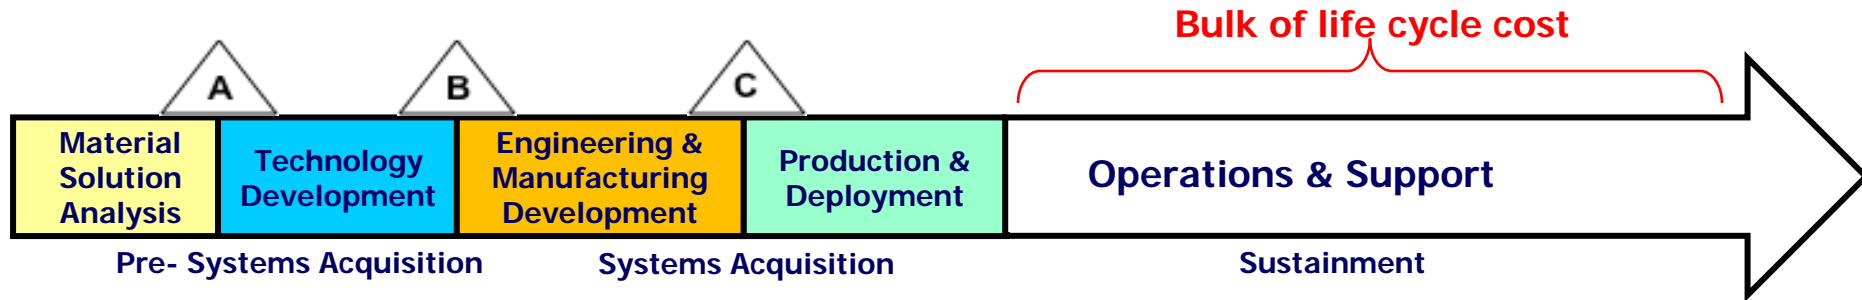 Bulk of life cycle cost
A
B
C
Material
Solution
Analysis
Technology
Development
Engineering &
Manufacturing
Development
Production &
Deployment
Operations & Support
Pre- Systems Acquisition
Systems Acquisition
Sustainment